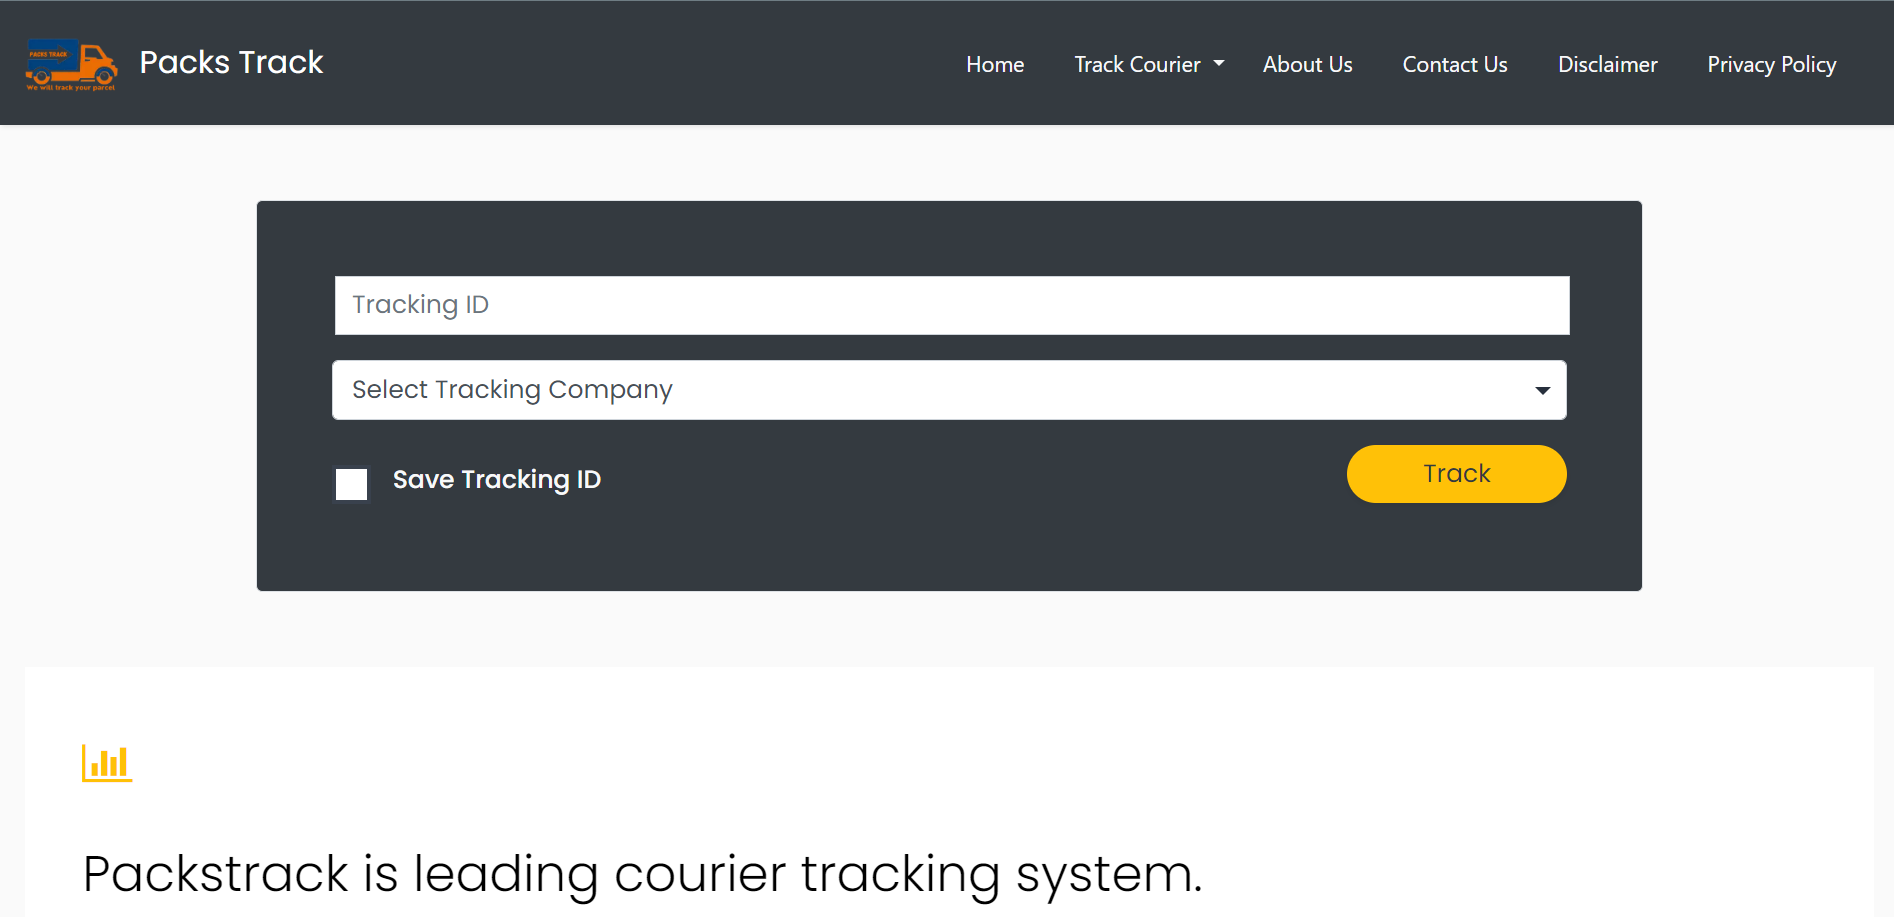 PACKS TRACK
We will track your parcel
Packs Track
Home
Track Courier
About Us
Contact Us
Disclaimer
Privacy Policy
Tracking ID
Select Tracking Company
Save Tracking ID
Track
Packstrack is leading courier tracking system.